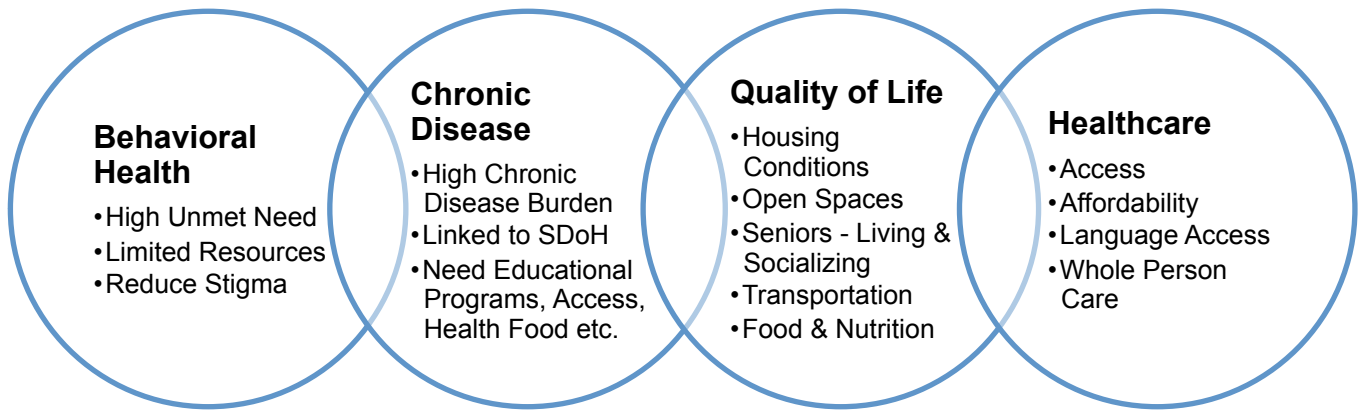 Behavioral
Health
•High Unmet Need
•Limited Resources
•Reduce Stigma
Chronic
Disease
•High Chronic
Disease Burden
•Linked to SDoH
•Need Educational
Programs, Access,
Health Food etc.
Quality of Life
•Housing
Conditions
•Open Spaces
•Seniors - Living &
Socializing
•Transportation
•Food & Nutrition
Healthcare
•Access
•Affordability
•Language Access
•Whole Person
Care